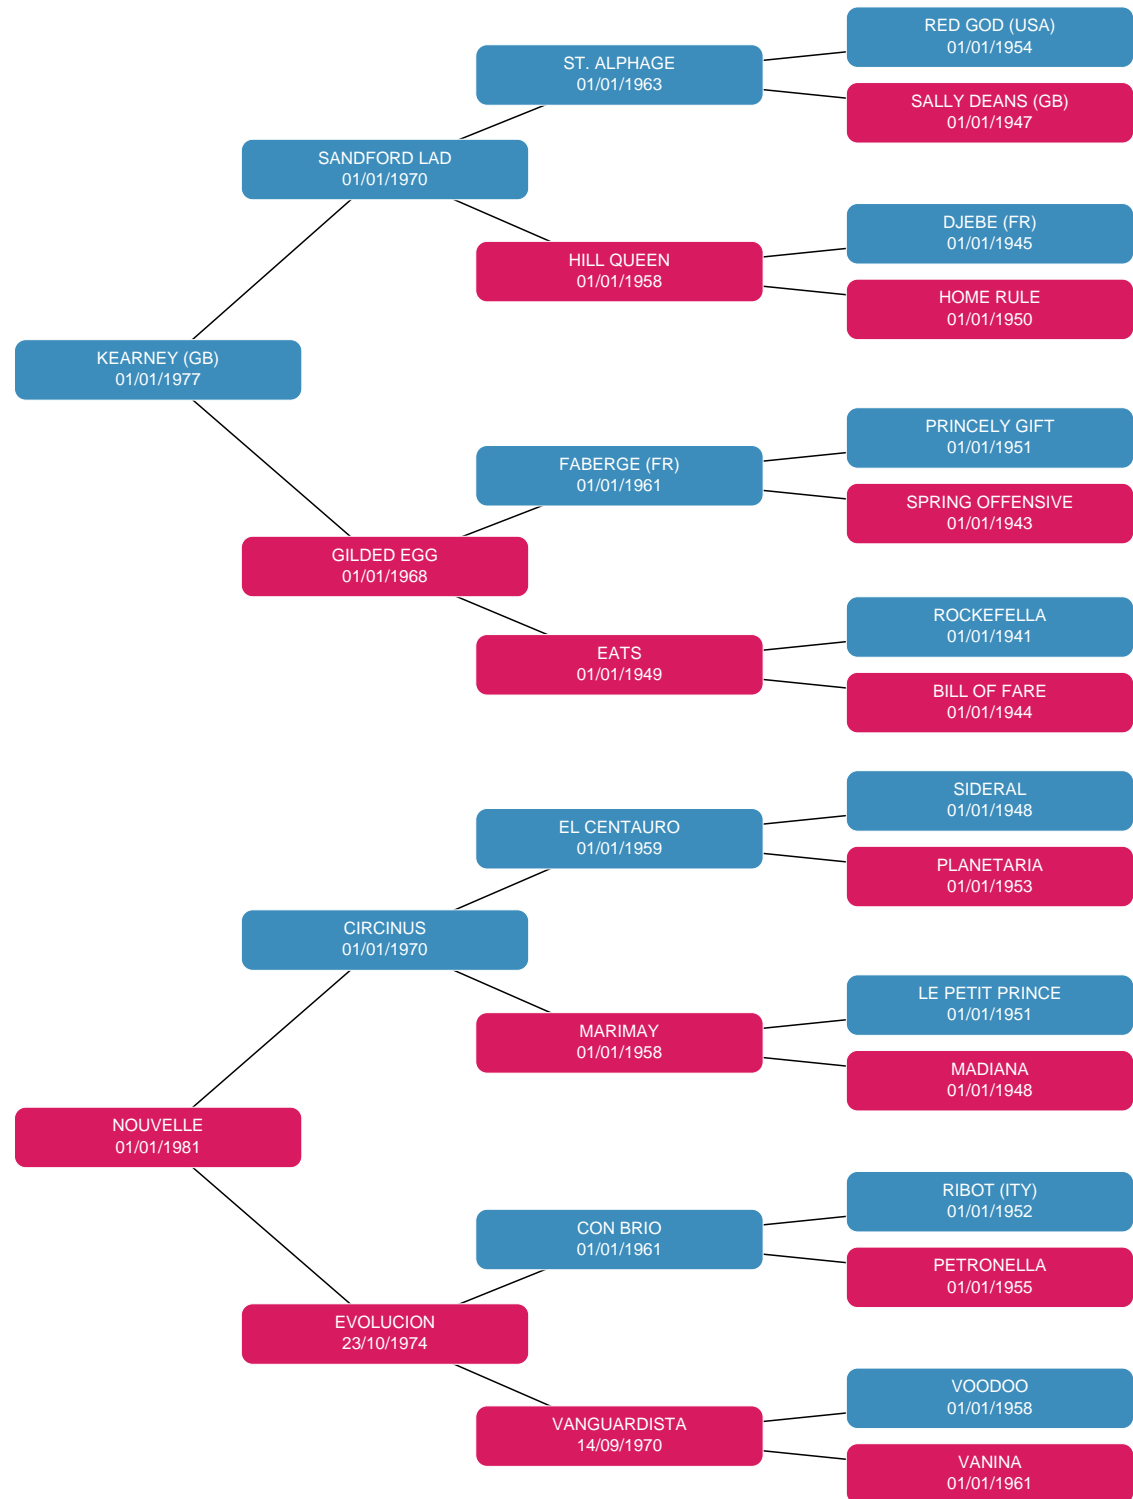 RED GOD (USA)
01/01/1954
ST. ALPHAGE
01/01/1963
SALLY DEANS (GB)
01/01/1947
SANDFORD LAD
01/01/1970
DJEBE (FR)
01/01/1945
HILL QUEEN
01/01/1958
HOME RULE
01/01/1950
KEARNEY (GB)
01/01/1977
PRINCELY GIFT
01/01/1951
FABERGE (FR)
01/01/1961
SPRING OFFENSIVE
01/01/1943
GILDED EGG
01/01/1968
ROCKEFELLA
01/01/1941
EATS
01/01/1949
BILL OF FARE
01/01/1944
SIDERAL
01/01/1948
EL CENTAURO
01/01/1959
PLANETARIA
01/01/1953
CIRCINUS
01/01/1970
LE PETIT PRINCE
01/01/1951
MARIMAY
01/01/1958
MADIANA
01/01/1948
NOUVELLE
01/01/1981
RIBOT (ITY)
01/01/1952
CON BRIO
01/01/1961
PETRONELLA
01/01/1955
EVOLUCION
23/10/1974
VOODOO
01/01/1958
VANGUARDISTA
14/09/1970
VANINA
01/01/1961